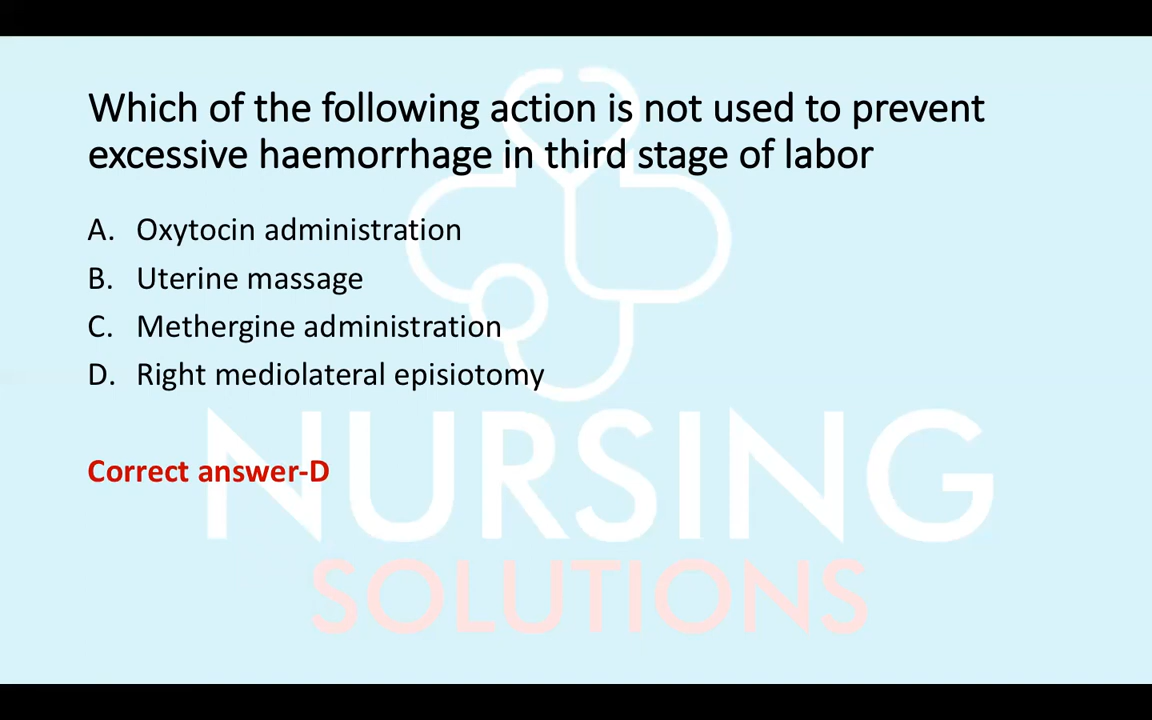 Which of the following action is not used to prevent
excessive haemorrhage in third stage of labor
A. Oxytocin administration
B. Uterine massage
C. Methergine administration
D. Right mediolateral episiotomy
Correct answer-D
NURSING
SOLUTIONS